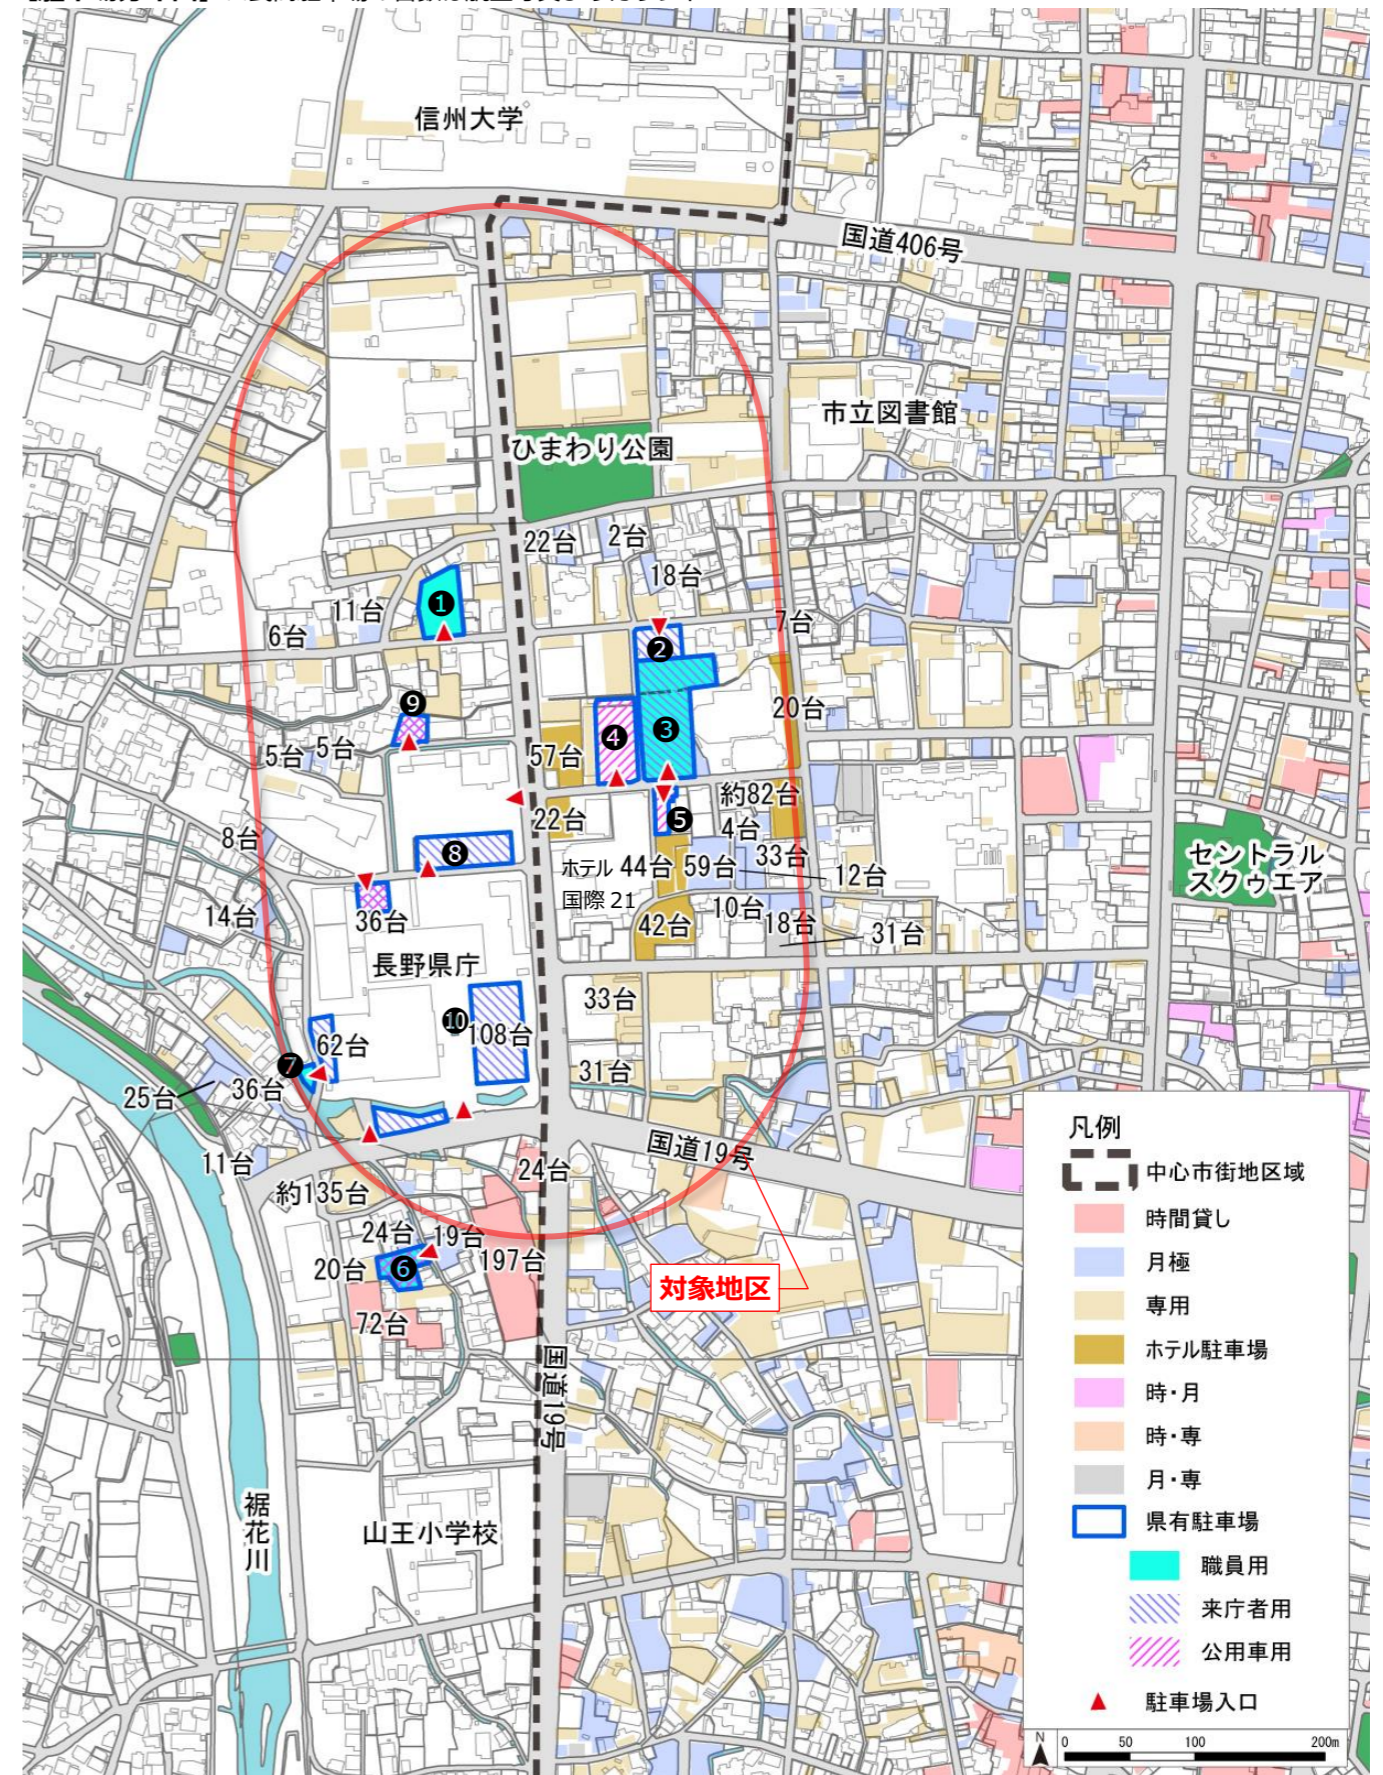 信州大学
国道406号
市立図書館
ひまわり公園
22台
2台
18台
11台
❶
6台
7台
❷
❾
20台
5台
5台
57台
❹
❸
22台
約82台
❺
4台
8台
❽
ホテル
国際 21
44台
59台
33台
12台
セントラル
スクゥエア
14台
36台
10台
18台
31台
42台
長野県庁
33台
❿
108台
62台
❼
31台
25台
36台
国道19号
11台
24台
約135台
24台
19台
197台
20台
❻
対象地区
72台
国道19号
裾花川
山王小学校
凡例
中心市街地区域
時間貸し
月極
専用
ホテル駐車場
時・月
時・専
月・専
県有駐車場
職員用
来庁者用
公用車用
駐車場入口
N
0 50 100 200m